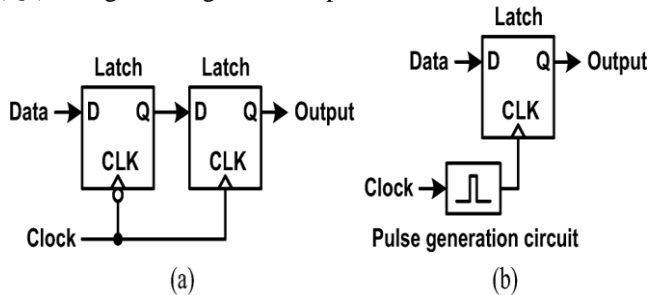 Latch Latch
Data D Q D Q Output
CLK CLK
Clock
(a)
Latch
Data D Q Output
CLK
Clock
Pulse generation circuit
(b)